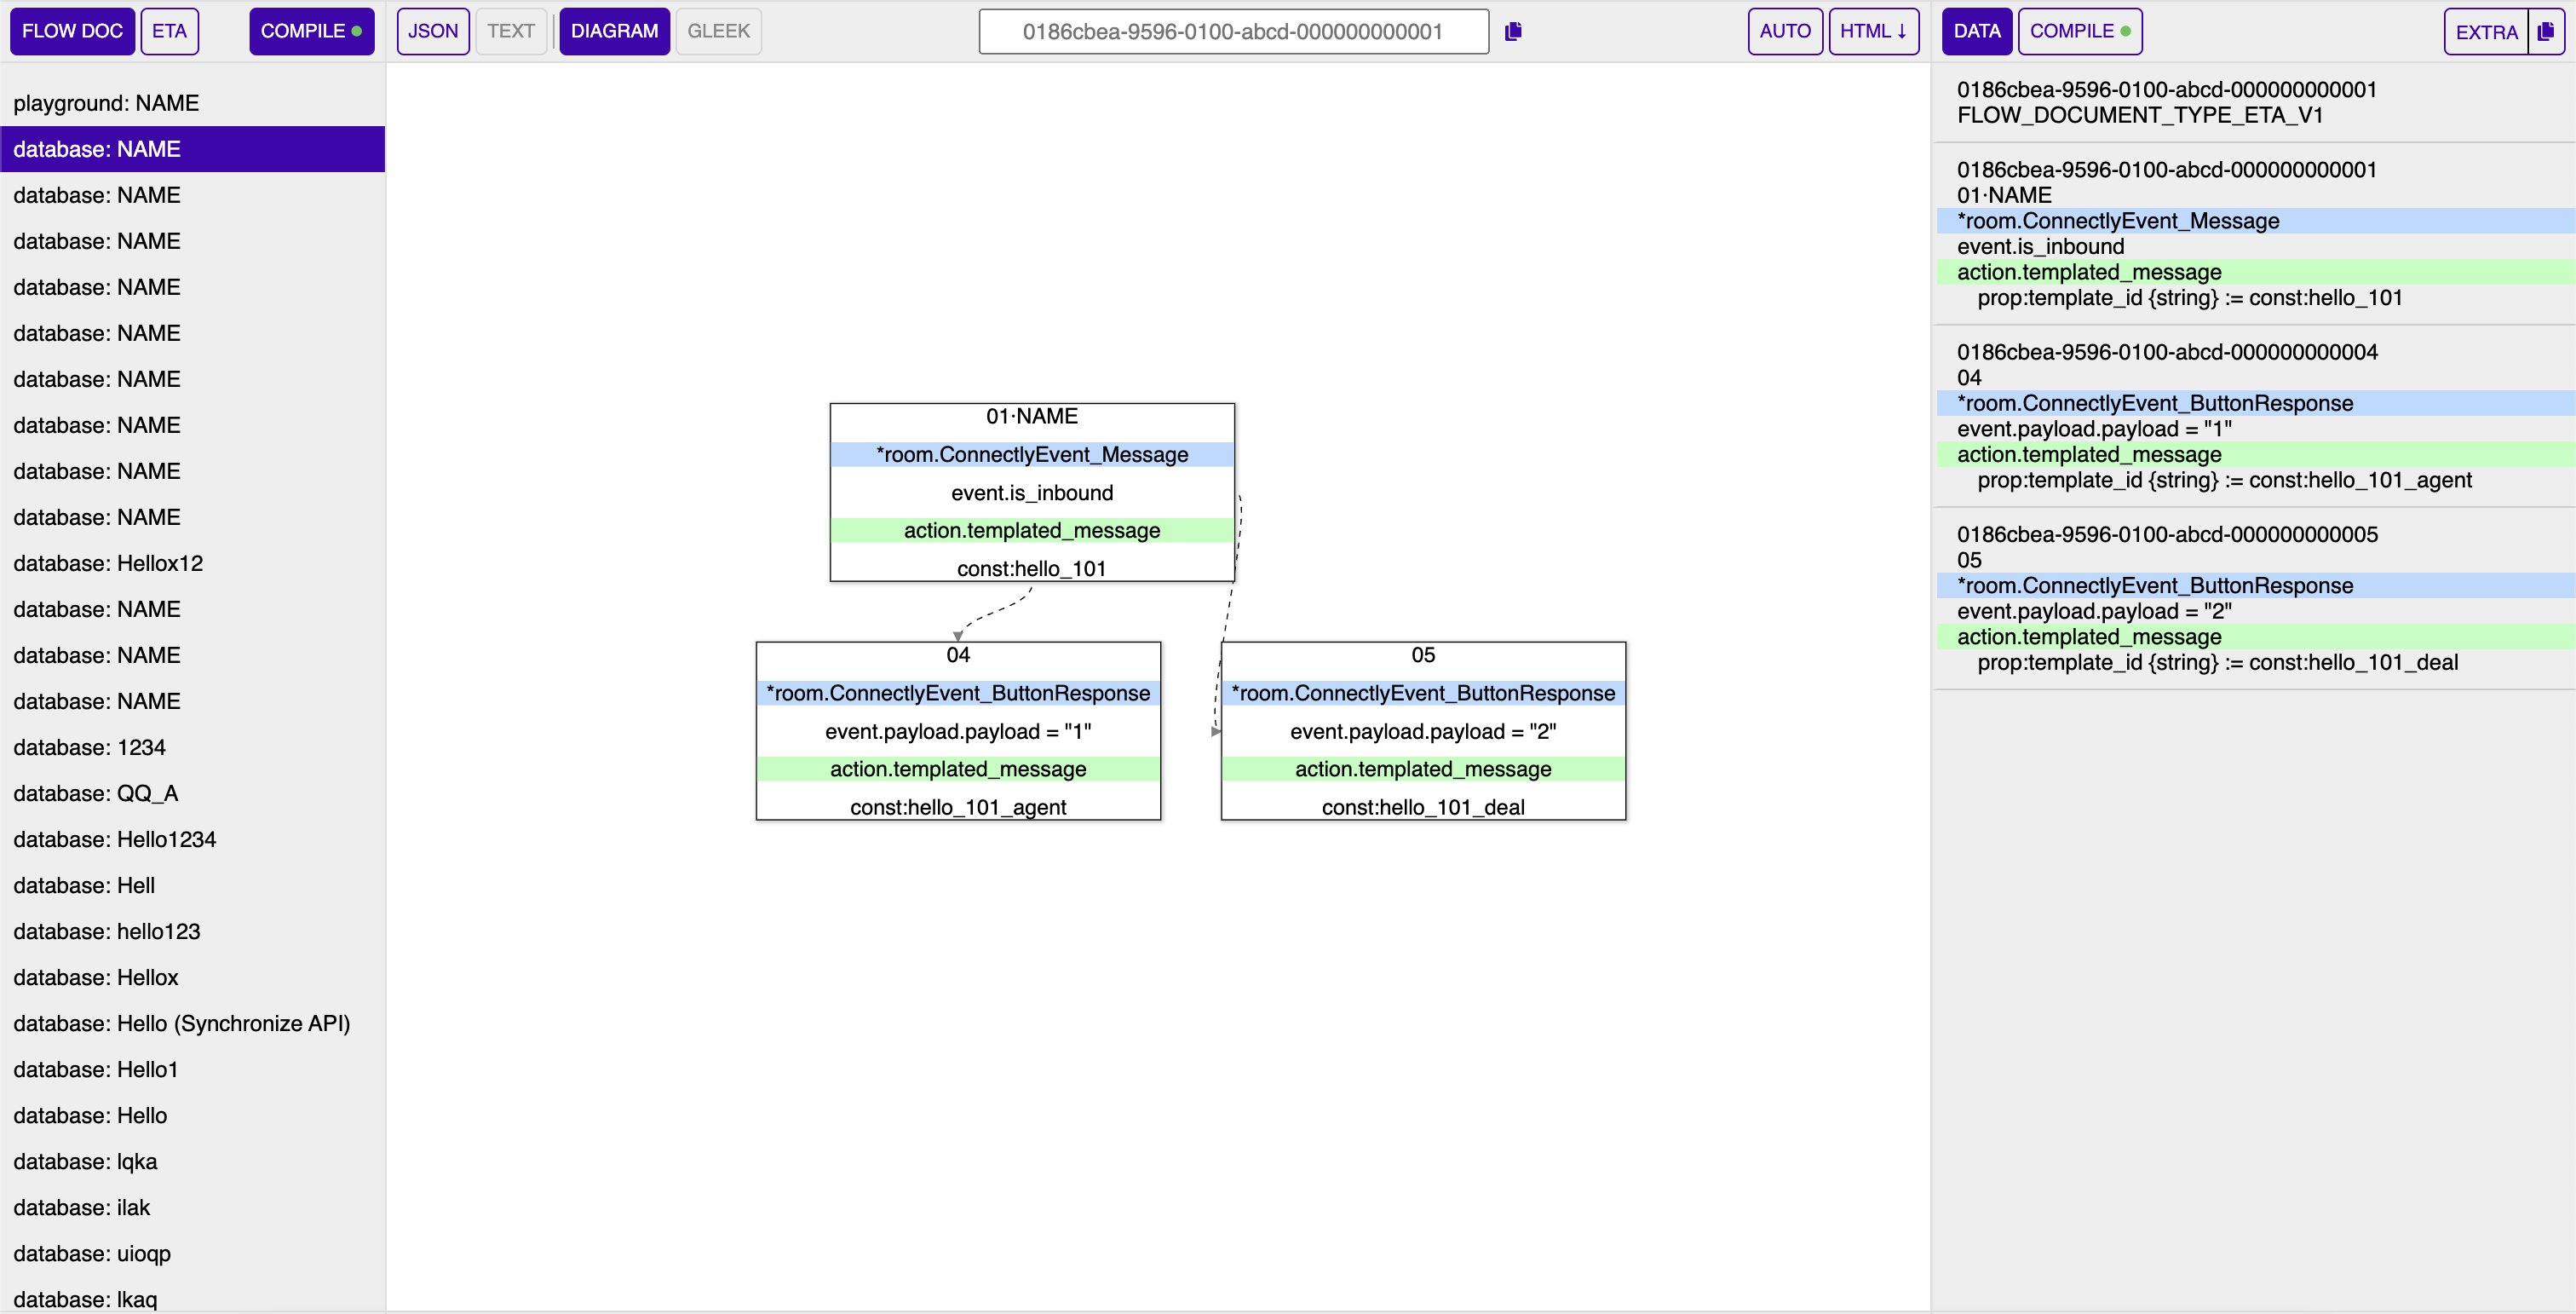 FLOW DOC ETA COMPILE JSON TEXT DIAGRAM GLEEK 0186cbea-9596-0100-abcd-000000000001 AUTO HTML ↓ DATA COMPILE EXTRA
playground: NAME
database: NAME
database: NAME
database: NAME
database: NAME
database: NAME
database: NAME
database: NAME
database: NAME
database: NAME
database: Hellox12
database: NAME
database: NAME
database: NAME
database: 1234
database: QQ_A
database: Hello1234
database: Hell
database: hello123
database: Hellox
database: Hello (Synchronize API)
database: Hello1
database: Hello
database: lqka
database: ilak
database: uioqp
database: lkaq
01·NAME
*room.ConnectlyEvent_Message
event.is_inbound
action.templated_message
const:hello_101
04
*room.ConnectlyEvent_ButtonResponse
event.payload.payload = "1"
action.templated_message
const:hello_101_agent
05
*room.ConnectlyEvent_ButtonResponse
event.payload.payload = "2"
action.templated_message
const:hello_101_deal
0186cbea-9596-0100-abcd-000000000001
FLOW_DOCUMENT_TYPE_ETA_V1
0186cbea-9596-0100-abcd-000000000001
01·NAME
*room.ConnectlyEvent_Message
event.is_inbound
action.templated_message
prop:template_id {string} := const:hello_101
0186cbea-9596-0100-abcd-000000000004
04
*room.ConnectlyEvent_ButtonResponse
event.payload.payload = "1"
action.templated_message
prop:template_id {string} := const:hello_101_agent
0186cbea-9596-0100-abcd-000000000005
05
*room.ConnectlyEvent_ButtonResponse
event.payload.payload = "2"
action.templated_message
prop:template_id {string} := const:hello_101_deal